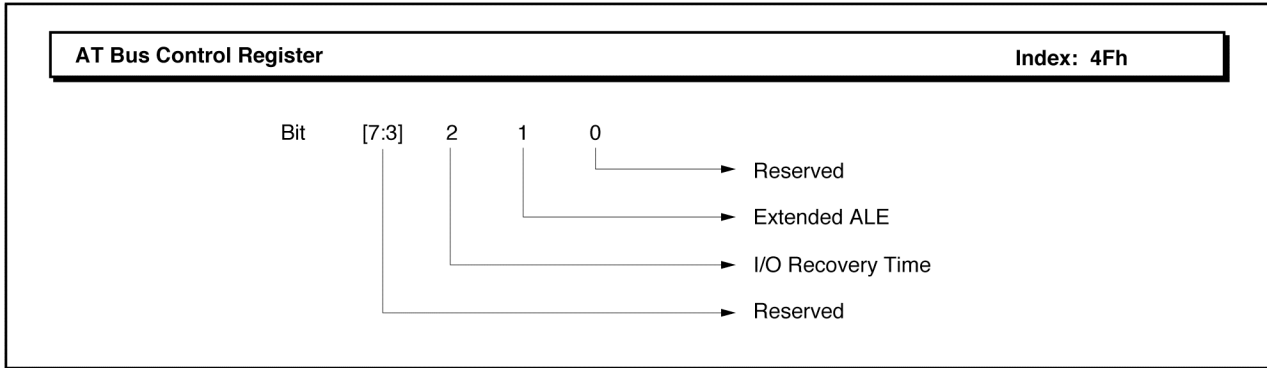 AT Bus Control Register Index: 4Fh
Bit [7:3] 2 1 0
Reserved
Extended ALE
I/O Recovery Time
Reserved